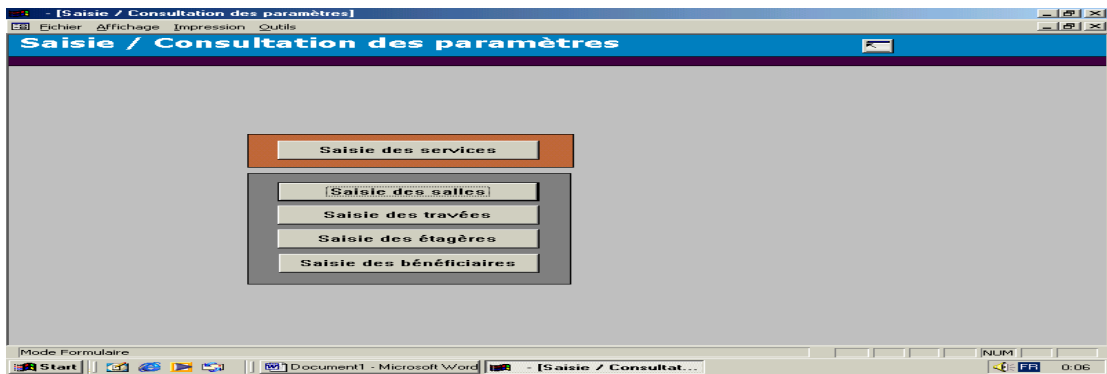 - [Saisie / Consultation des paramètres]
Fichier Affichage Impression Outils
Saisie / Consultation des paramètres
Saisie des services
Saisie des salles
Saisie des travées
Saisie des étagères
Saisie des bénéficiaires
Mode Formulaire NUM
Start Document1 - Microsoft Word - [Saisie / Consultat... FR 0:06